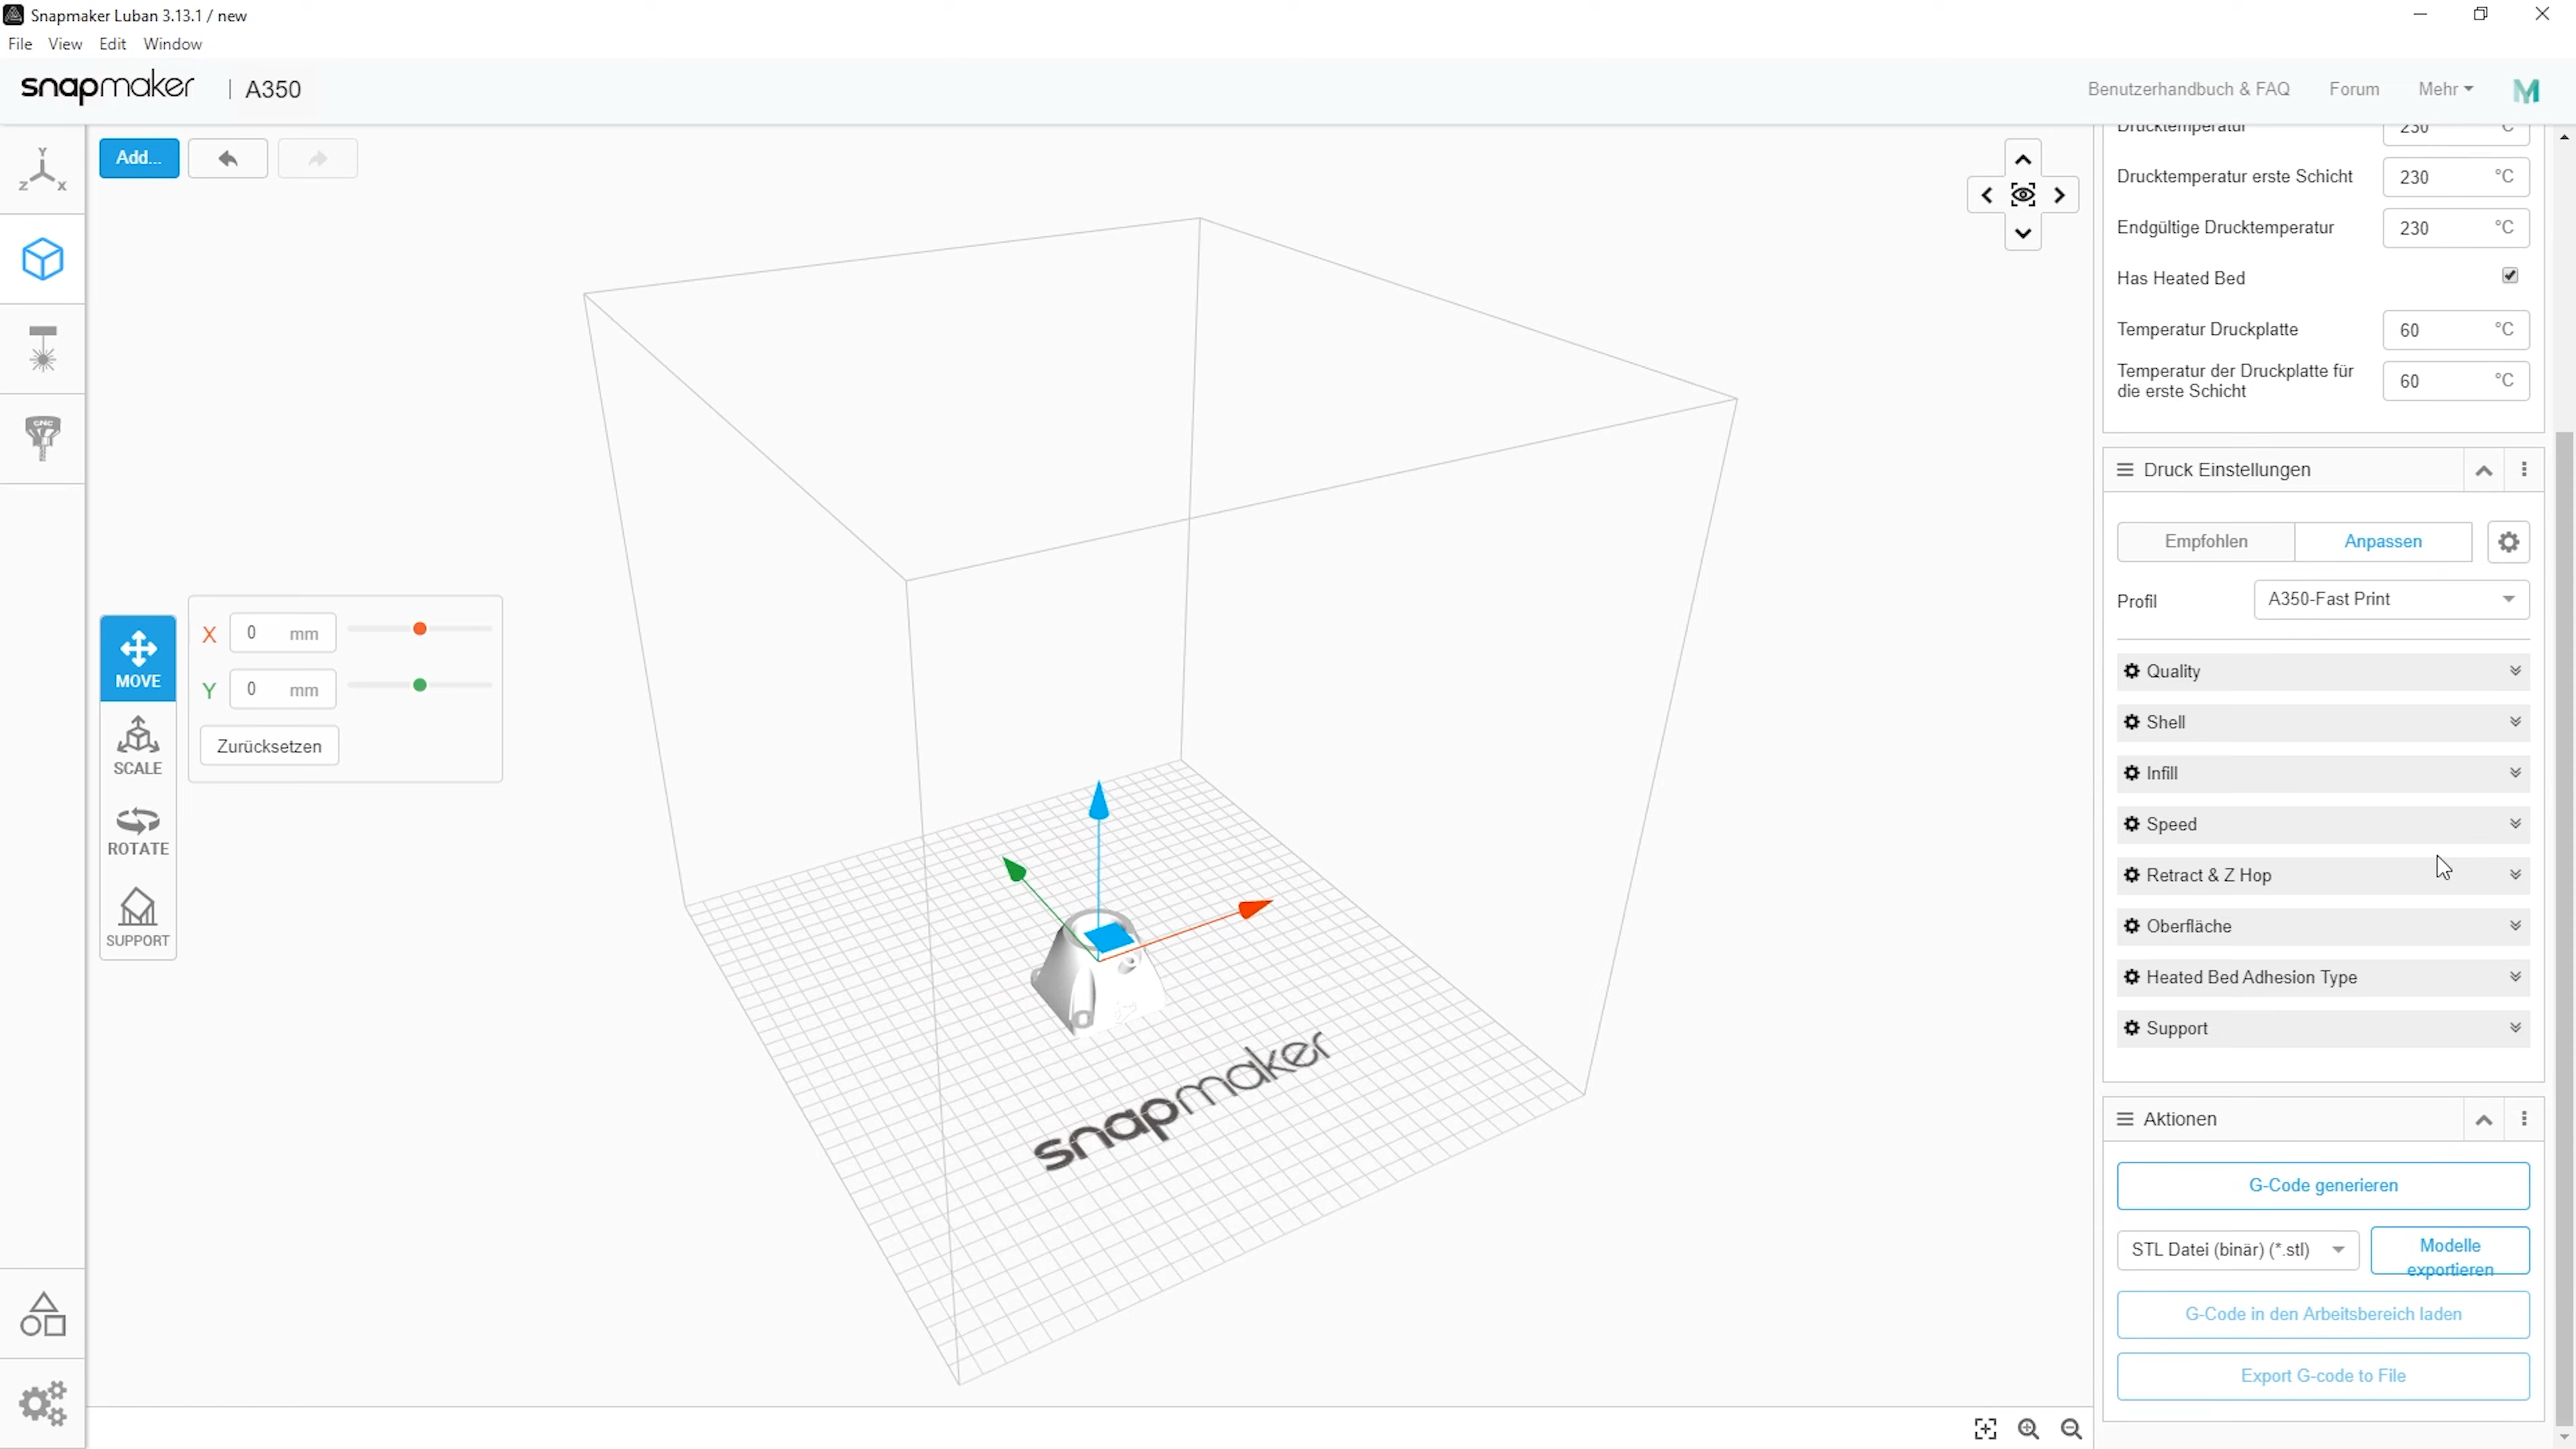 Snapmaker Luban 3.13.1 / new
File View Edit Window
snapmaker | A350
Benutzerhandbuch & FAQ Forum Mehr
Add...
Drucktemperatur 230 °C
Drucktemperatur erste Schicht 230 °C
Endgültige Drucktemperatur 230 °C
Has Heated Bed
Temperatur Druckplatte 60 °C
Temperatur der Druckplatte für
die erste Schicht 60 °C
Druck Einstellungen
Empfohlen Anpassen
Profil A350-Fast Print
Quality
Shell
Infill
Speed
Retract & Z Hop
Oberfläche
Heated Bed Adhesion Type
Support
Aktionen
G-Code generieren
STL Datei (binär) (*.stl)
Modelle
exportieren
G-Code in den Arbeitsbereich laden
Export G-code to File
Y
Z X
CNC
MOVE
SCALE
ROTATE
SUPPORT
X 0 mm
Y 0 mm
Zurücksetzen
snapmaker